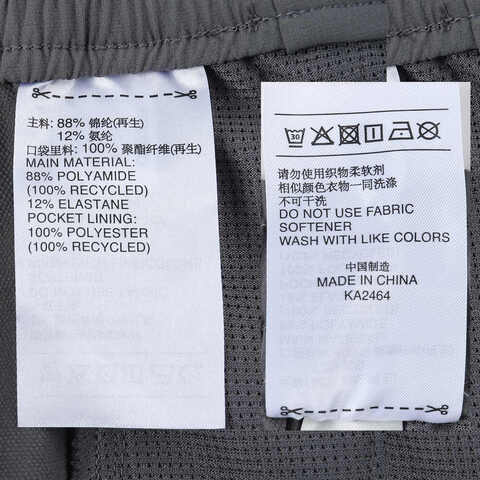 主料: 88% 锦纶(再生)
12% 氨纶
口袋里料: 100% 聚酯纤维(再生)
MAIN MATERIAL:
88% POLYAMIDE
(100% RECYCLED)
12% ELASTANE
POCKET LINING:
100% POLYESTER
(100% RECYCLED)
30
请勿使用织物柔软剂
相似颜色衣物一同洗涤
不可干洗
DO NOT USE FABRIC
SOFTENER
WASH WITH LIKE COLORS
中国制造
MADE IN CHINA
KA2464